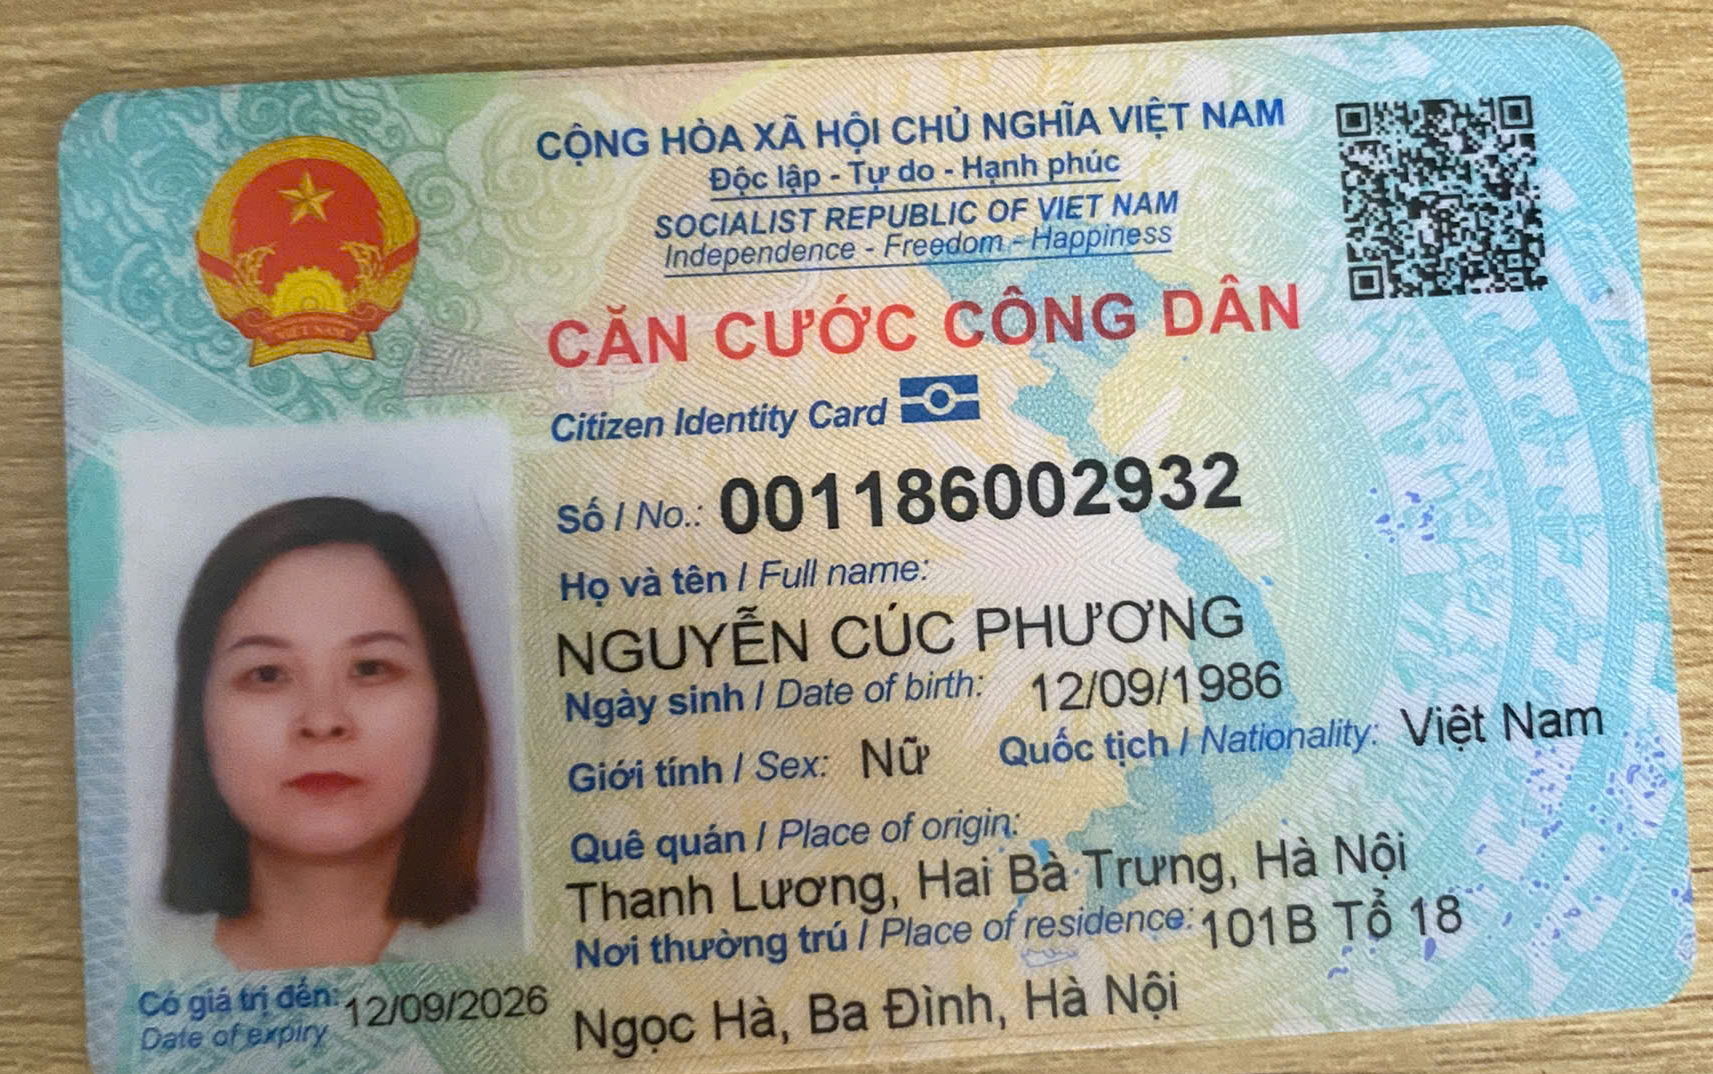 CỘNG HÒA XÃ HỘI CHỦ NGHĨA VIỆT NAM
Độc lập - Tự do - Hạnh phúc
SOCIALIST REPUBLIC OF VIET NAM
Independence - Freedom - Happiness
CĂN CƯỚC CÔNG DÂN
Citizen Identity Card
Số / No.: 001186002932
Họ và tên / Full name:
NGUYỄN CÚC PHƯƠNG
Ngày sinh / Date of birth: 12/09/1986
Giới tính / Sex: Nữ Quốc tịch / Nationality: Việt Nam
Quê quán / Place of origin:
Thanh Lương, Hai Bà Trưng, Hà Nội
Nơi thường trú / Place of residence: 101B Tổ 18
Ngọc Hà, Ba Đình, Hà Nội
Có giá trị đến: 12/09/2026
Date of expiry
VIỆT NAM